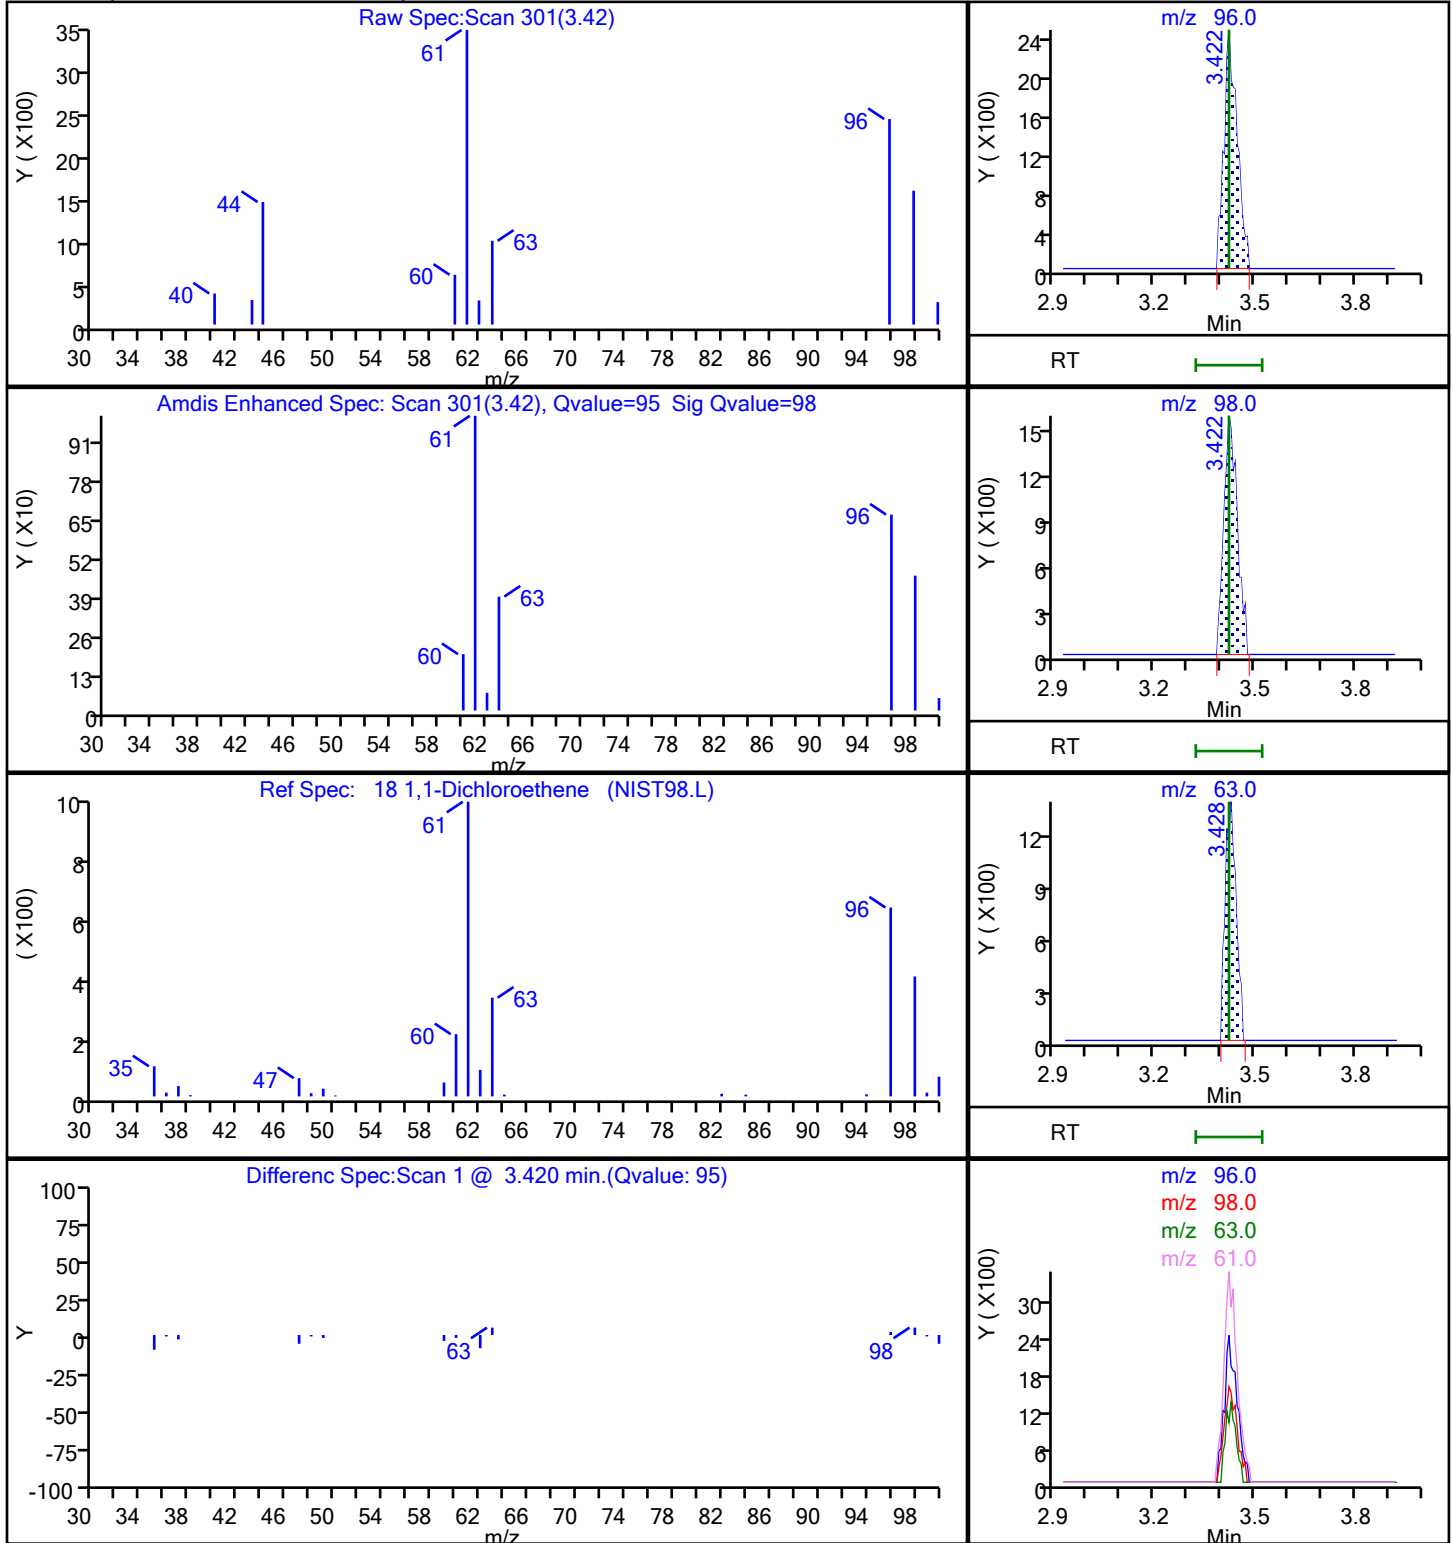 Raw Spec:Scan 301(3.42)
Y ( X100)
35
30
25
20
15
10
5
0
61
96
44
63
60
40
30 34 38 42 46 50 54 58 62 66 70 74 78 82 86 90 94 98
m/z
m/z 96.0
Y ( X100)
24
20
16
12
8
4
0
3.422
2.9 3.2 3.5 3.8
Min
RT
Amdis Enhanced Spec: Scan 301(3.42), Qvalue=95 Sig Qvalue=98
Y ( X10)
91
78
65
52
39
26
13
0
61
96
63
60
30 34 38 42 46 50 54 58 62 66 70 74 78 82 86 90 94 98
m/z
m/z 98.0
Y ( X100)
15
12
9
6
3
0
3.422
2.9 3.2 3.5 3.8
Min
RT
Ref Spec: 18 1,1-Dichloroethene (NIST98.L)
( X100)
10
8
6
4
2
0
61
96
63
60
35
47
30 34 38 42 46 50 54 58 62 66 70 74 78 82 86 90 94 98
m/z 63.0
Y ( X100)
12
9
6
3
0
3.428
2.9 3.2 3.5 3.8
Min
RT
Differenc Spec:Scan 1 @ 3.420 min.(Qvalue: 95)
Y
100
75
50
25
0
-25
-50
-75
-100
63
98
30 34 38 42 46 50 54 58 62 66 70 74 78 82 86 90 94 98
m/z
m/z 96.0
m/z 98.0
m/z 63.0
m/z 61.0
Y ( X100)
30
24
18
12
6
0
2.9 3.2 3.5 3.8
Min